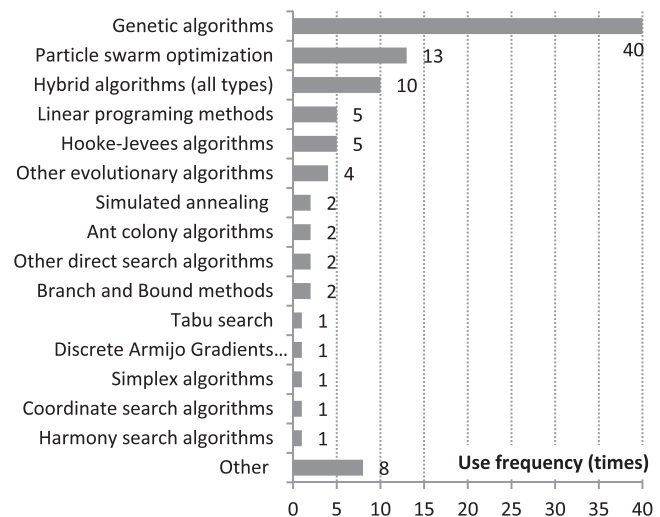 Genetic algorithms
40
Particle swarm optimization 13
Hybrid algorithms (all types) 10
Linear programing methods 5
Hooke-Jevees algorithms 5
Other evolutionary algorithms 4
Simulated annealing 2
Ant colony algorithms 2
Other direct search algorithms 2
Branch and Bound methods 2
Tabu search 1
Discrete Armijo Gradients... 1
Simplex algorithms 1
Coordinate search algorithms 1
Harmony search algorithms 1
Other 8 Use frequency (times)
0 5 10 15 20 25 30 35 40